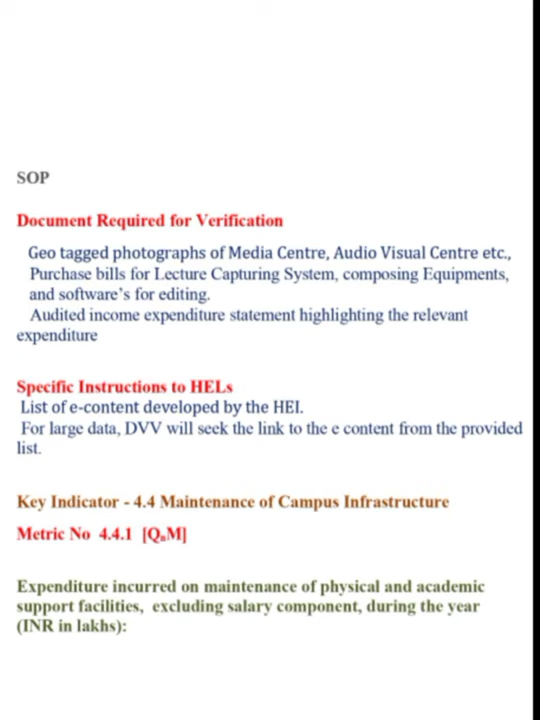 SOP
Document Required for Verification
Geo tagged photographs of Media Centre, Audio Visual Centre etc.,
Purchase bills for Lecture Capturing System, composing Equipments,
and software's for editing.
Audited income expenditure statement highlighting the relevant
expenditure
Specific Instructions to HELs
List of e-content developed by the HEI.
For large data, DVV will seek the link to the e content from the provided
list.
Key Indicator - 4.4 Maintenance of Campus Infrastructure
Metric No 4.4.1 [QnM]
Expenditure incurred on maintenance of physical and academic
support facilities, excluding salary component, during the year
(INR in lakhs):